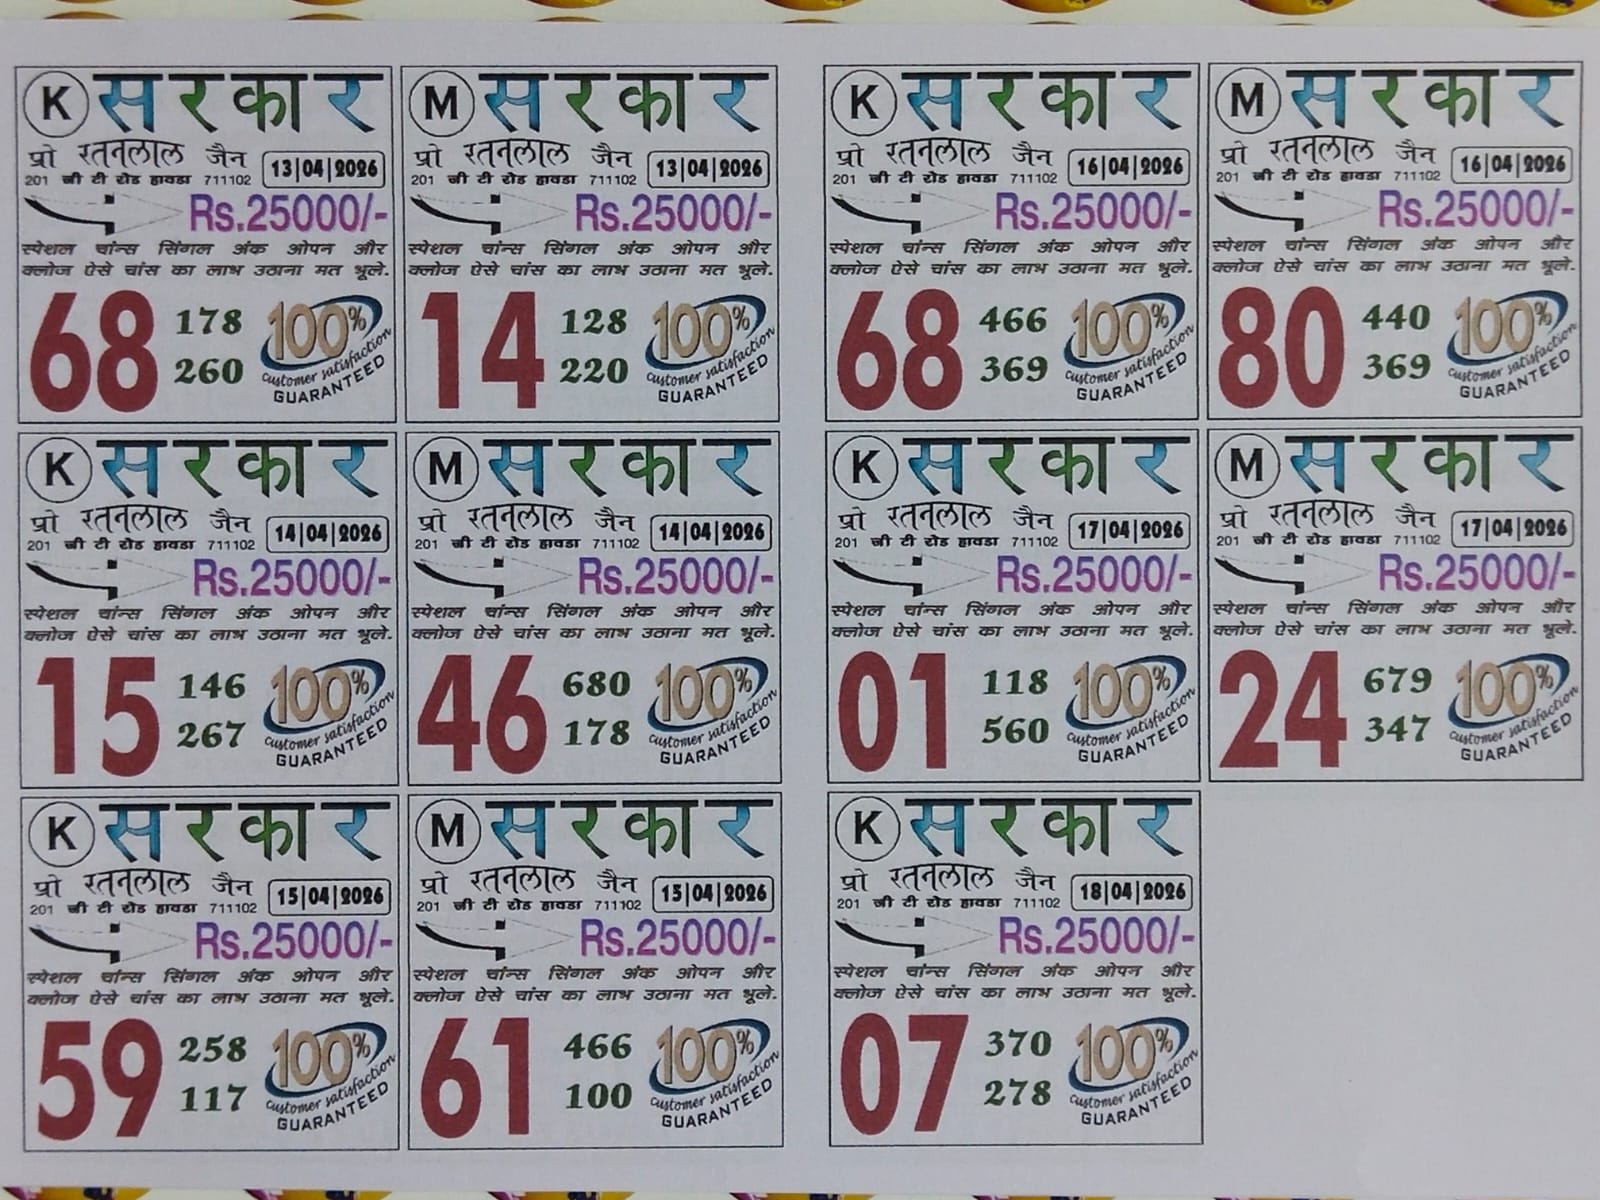 K सरकार
प्रो रतनलाल जैन 13|04|2026
201 जी टी रोड हावडा 711102
Rs.25000/-
स्पेशल चांन्स सिंगल अंक ओपन और
क्लोज ऐसे चांस का लाभ उठाना मत भूले.
68 178 100%
260 customer satisfaction
GUARANTEED
M सरकार
प्रो रतनलाल जैन 13|04|2026
201 जी टी रोड हावडा 711102
Rs.25000/-
स्पेशल चांन्स सिंगल अंक ओपन और
क्लोज ऐसे चांस का लाभ उठाना मत भूले.
14 128 100%
220 customer satisfaction
GUARANTEED
K सरकार
प्रो रतनलाल जैन 14|04|2026
201 जी टी रोड हावडा 711102
Rs.25000/-
स्पेशल चांन्स सिंगल अंक ओपन और
क्लोज ऐसे चांस का लाभ उठाना मत भूले.
15 146 100%
267 customer satisfaction
GUARANTEED
M सरकार
प्रो रतनलाल जैन 14|04|2026
201 जी टी रोड हावडा 711102
Rs.25000/-
स्पेशल चांन्स सिंगल अंक ओपन और
क्लोज ऐसे चांस का लाभ उठाना मत भूले.
46 680 100%
178 customer satisfaction
GUARANTEED
K सरकार
प्रो रतनलाल जैन 15|04|2026
201 जी टी रोड हावडा 711102
Rs.25000/-
स्पेशल चांन्स सिंगल अंक ओपन और
क्लोज ऐसे चांस का लाभ उठाना मत भूले.
59 258 100%
117 customer satisfaction
GUARANTEED
M सरकार
प्रो रतनलाल जैन 15|04|2026
201 जी टी रोड हावडा 711102
Rs.25000/-
स्पेशल चांन्स सिंगल अंक ओपन और
क्लोज ऐसे चांस का लाभ उठाना मत भूले.
61 466 100%
100 customer satisfaction
GUARANTEED
K सरकार
प्रो रतनलाल जैन 16|04|2026
201 जी टी रोड हावडा 711102
Rs.25000/-
स्पेशल चांन्स सिंगल अंक ओपन और
क्लोज ऐसे चांस का लाभ उठाना मत भूले.
68 466 100%
369 customer satisfaction
GUARANTEED
M सरकार
प्रो रतनलाल जैन 16|04|2026
201 जी टी रोड हावडा 711102
Rs.25000/-
स्पेशल चांन्स सिंगल अंक ओपन और
क्लोज ऐसे चांस का लाभ उठाना मत भूले.
80 440 100%
369 customer satisfaction
GUARANTEED
K सरकार
प्रो रतनलाल जैन 17|04|2026
201 जी टी रोड हावडा 711102
Rs.25000/-
स्पेशल चांन्स सिंगल अंक ओपन और
क्लोज ऐसे चांस का लाभ उठाना मत भूले.
01 118 100%
560 customer satisfaction
GUARANTEED
M सरकार
प्रो रतनलाल जैन 17|04|2026
201 जी टी रोड हावडा 711102
Rs.25000/-
स्पेशल चांन्स सिंगल अंक ओपन और
क्लोज ऐसे चांस का लाभ उठाना मत भूले.
24 679 100%
347 customer satisfaction
GUARANTEED
K सरकार
प्रो रतनलाल जैन 18|04|2026
201 जी टी रोड हावडा 711102
Rs.25000/-
स्पेशल चांन्स सिंगल अंक ओपन और
क्लोज ऐसे चांस का लाभ उठाना मत भूले.
07 370 100%
278 customer satisfaction
GUARANTEED